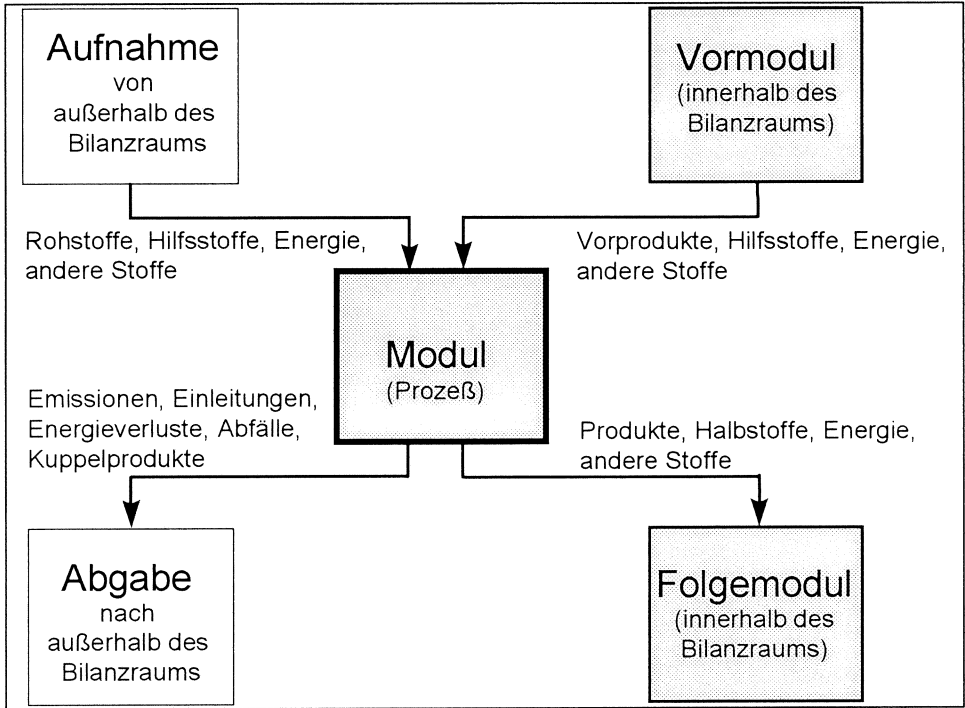 Aufnahme
von
außerhalb des
Bilanzraums
Vormodul
(innerhalb des
Bilanzraums)
Rohstoffe, Hilfsstoffe, Energie,
andere Stoffe
Vorprodukte, Hilfsstoffe, Energie,
andere Stoffe
Modul
(Prozeß)
Emissionen, Einleitungen,
Energieverluste, Abfälle,
Kuppelprodukte
Produkte, Halbstoffe, Energie,
andere Stoffe
Abgabe
nach
außerhalb des
Bilanzraums
Folgemodul
(innerhalb des
Bilanzraums)